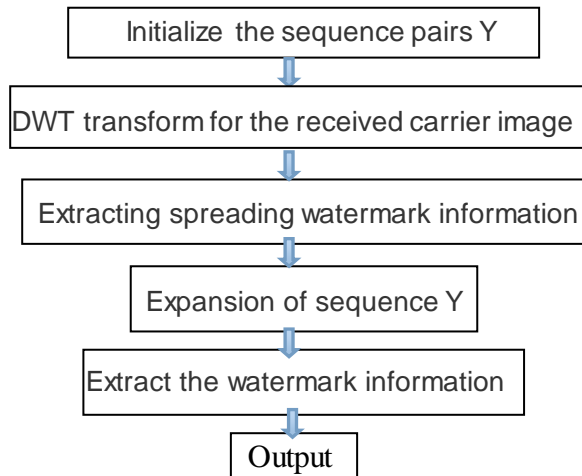 Initialize the sequence pairs Y
DWT transform for the received carrier image
Extracting spreading watermark information
Expansion of sequence Y
Extract the watermark information
Output